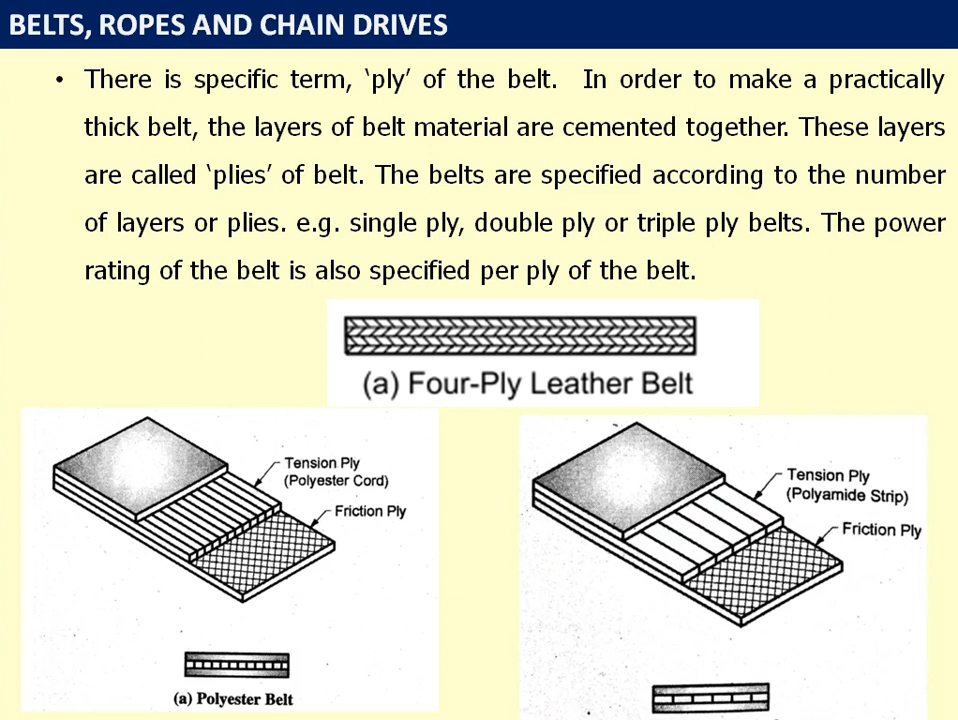 BELTS, ROPES AND CHAIN DRIVES
• There is specific term, ‘ply’ of the belt. In order to make a practically
thick belt, the layers of belt material are cemented together. These layers
are called ‘plies’ of belt. The belts are specified according to the number
of layers or plies. e.g. single ply, double ply or triple ply belts. The power
rating of the belt is also specified per ply of the belt.
(a) Four-Ply Leather Belt
Tension Ply
(Polyester Cord)
Friction Ply
(a) Polyester Belt
Tension Ply
(Polyamide Strip)
Friction Ply